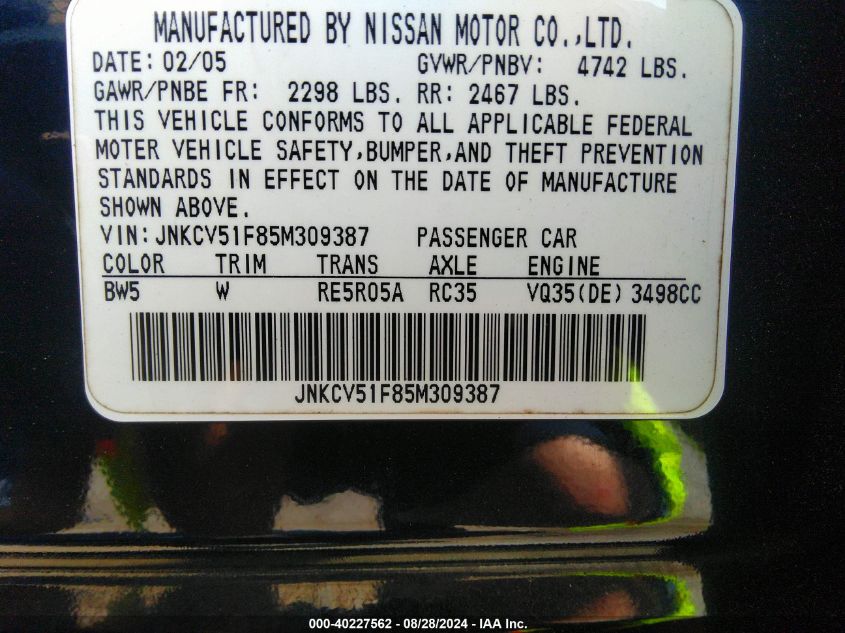 MANUFACTURED BY NISSAN MOTOR CO.,LTD.
DATE: 02/05 GVWR/PNBV: 4742 LBS.
GAWR/PNBE FR: 2298 LBS. RR: 2467 LBS.
THIS VEHICLE CONFORMS TO ALL APPLICABLE FEDERAL
MOTER VEHICLE SAFETY,BUMPER,AND THEFT PREVENTION
STANDARDS IN EFFECT ON THE DATE OF MANUFACTURE
SHOWN ABOVE.
VIN:JNKCV51F85M309387 PASSENGER CAR
COLOR TRIM TRANS AXLE ENGINE
BW5 W RE5R05A RC35 VQ35(DE) 3498CC
JNKCV51F85M309387
000-40227562 - 08/28/2024 - IAA Inc.